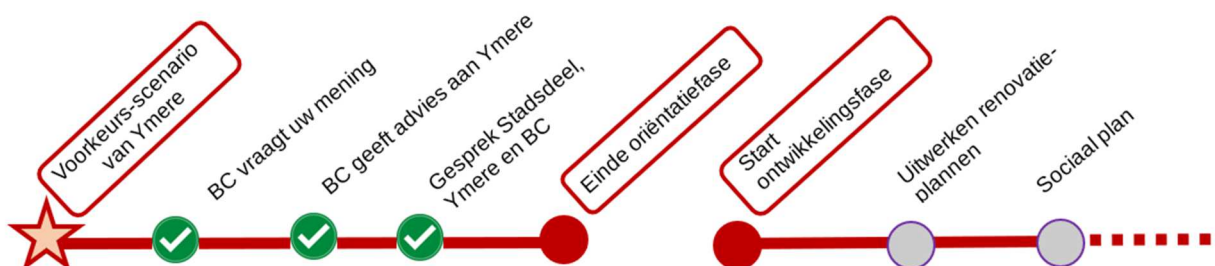 Voorkeurs-scenario
van Ymere
BC vraagt uw mening
BC geeft advies aan Ymere
Gesprek Stadsdeel,
Ymere en BC
Einde oriëntatiefase
Start
ontwikkelingsfase
Uitwerken renovatie-
plannen
Sociaal plan